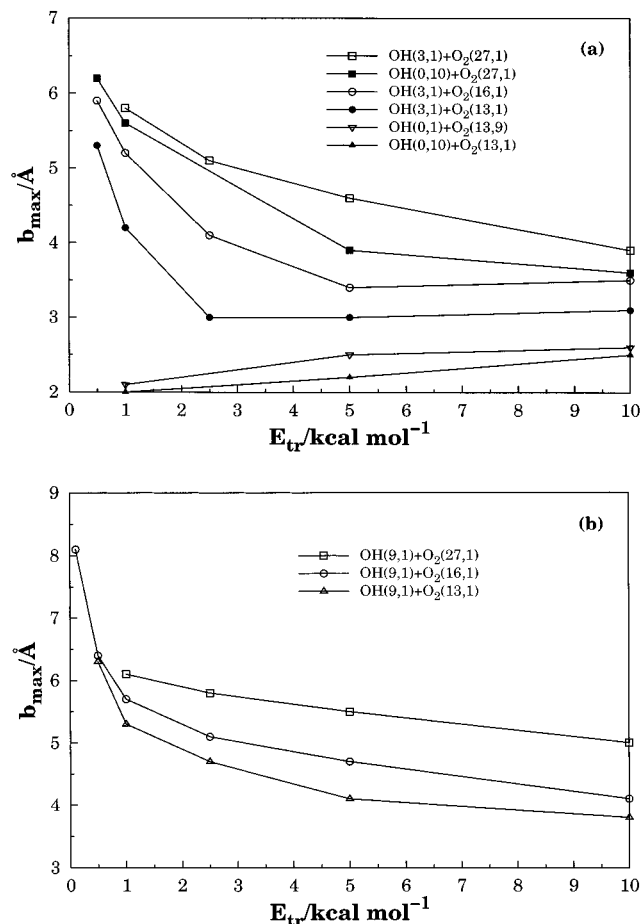 (a)
OH(3,1)+O₂(27,1)
OH(0,10)+O₂(27,1)
OH(3,1)+O₂(16,1)
OH(3,1)+O₂(13,1)
OH(0,1)+O₂(13,9)
OH(0,10)+O₂(13,1)
7
6
5
4
3
2
b_max/Å
0 1 2 3 4 5 6 7 8 9 10
E_tr/kcal mol⁻¹
(b)
OH(9,1)+O₂(27,1)
OH(9,1)+O₂(16,1)
OH(9,1)+O₂(13,1)
9
8
7
6
5
4
3
b_max/Å
0 1 2 3 4 5 6 7 8 9 10
E_tr/kcal mol⁻¹